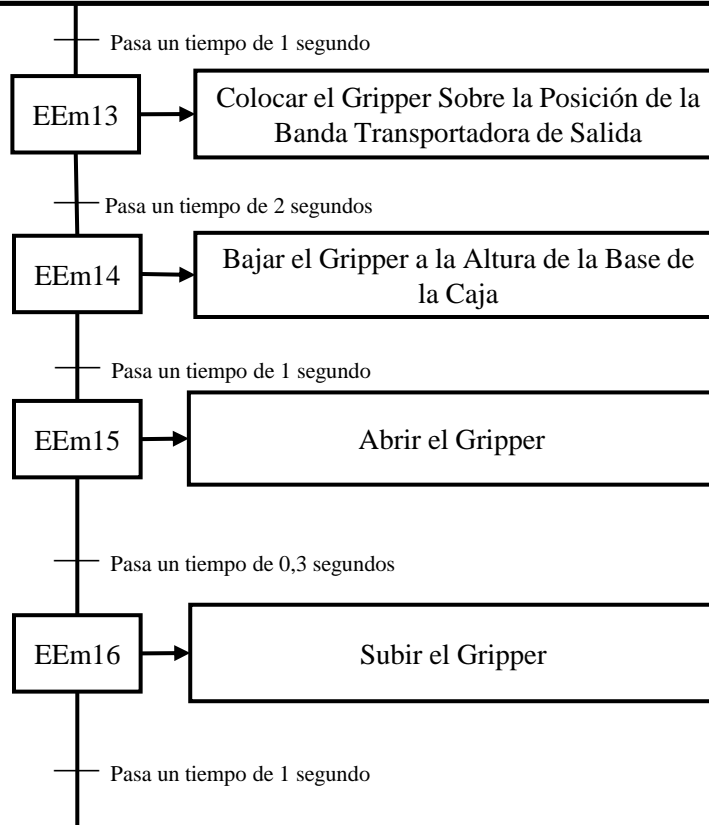 Pasa un tiempo de 1 segundo
EEm13
Colocar el Gripper Sobre la Posición de la
Banda Transportadora de Salida
Pasa un tiempo de 2 segundos
EEm14
Bajar el Gripper a la Altura de la Base de
la Caja
Pasa un tiempo de 1 segundo
EEm15
Abrir el Gripper
Pasa un tiempo de 0,3 segundos
EEm16
Subir el Gripper
Pasa un tiempo de 1 segundo